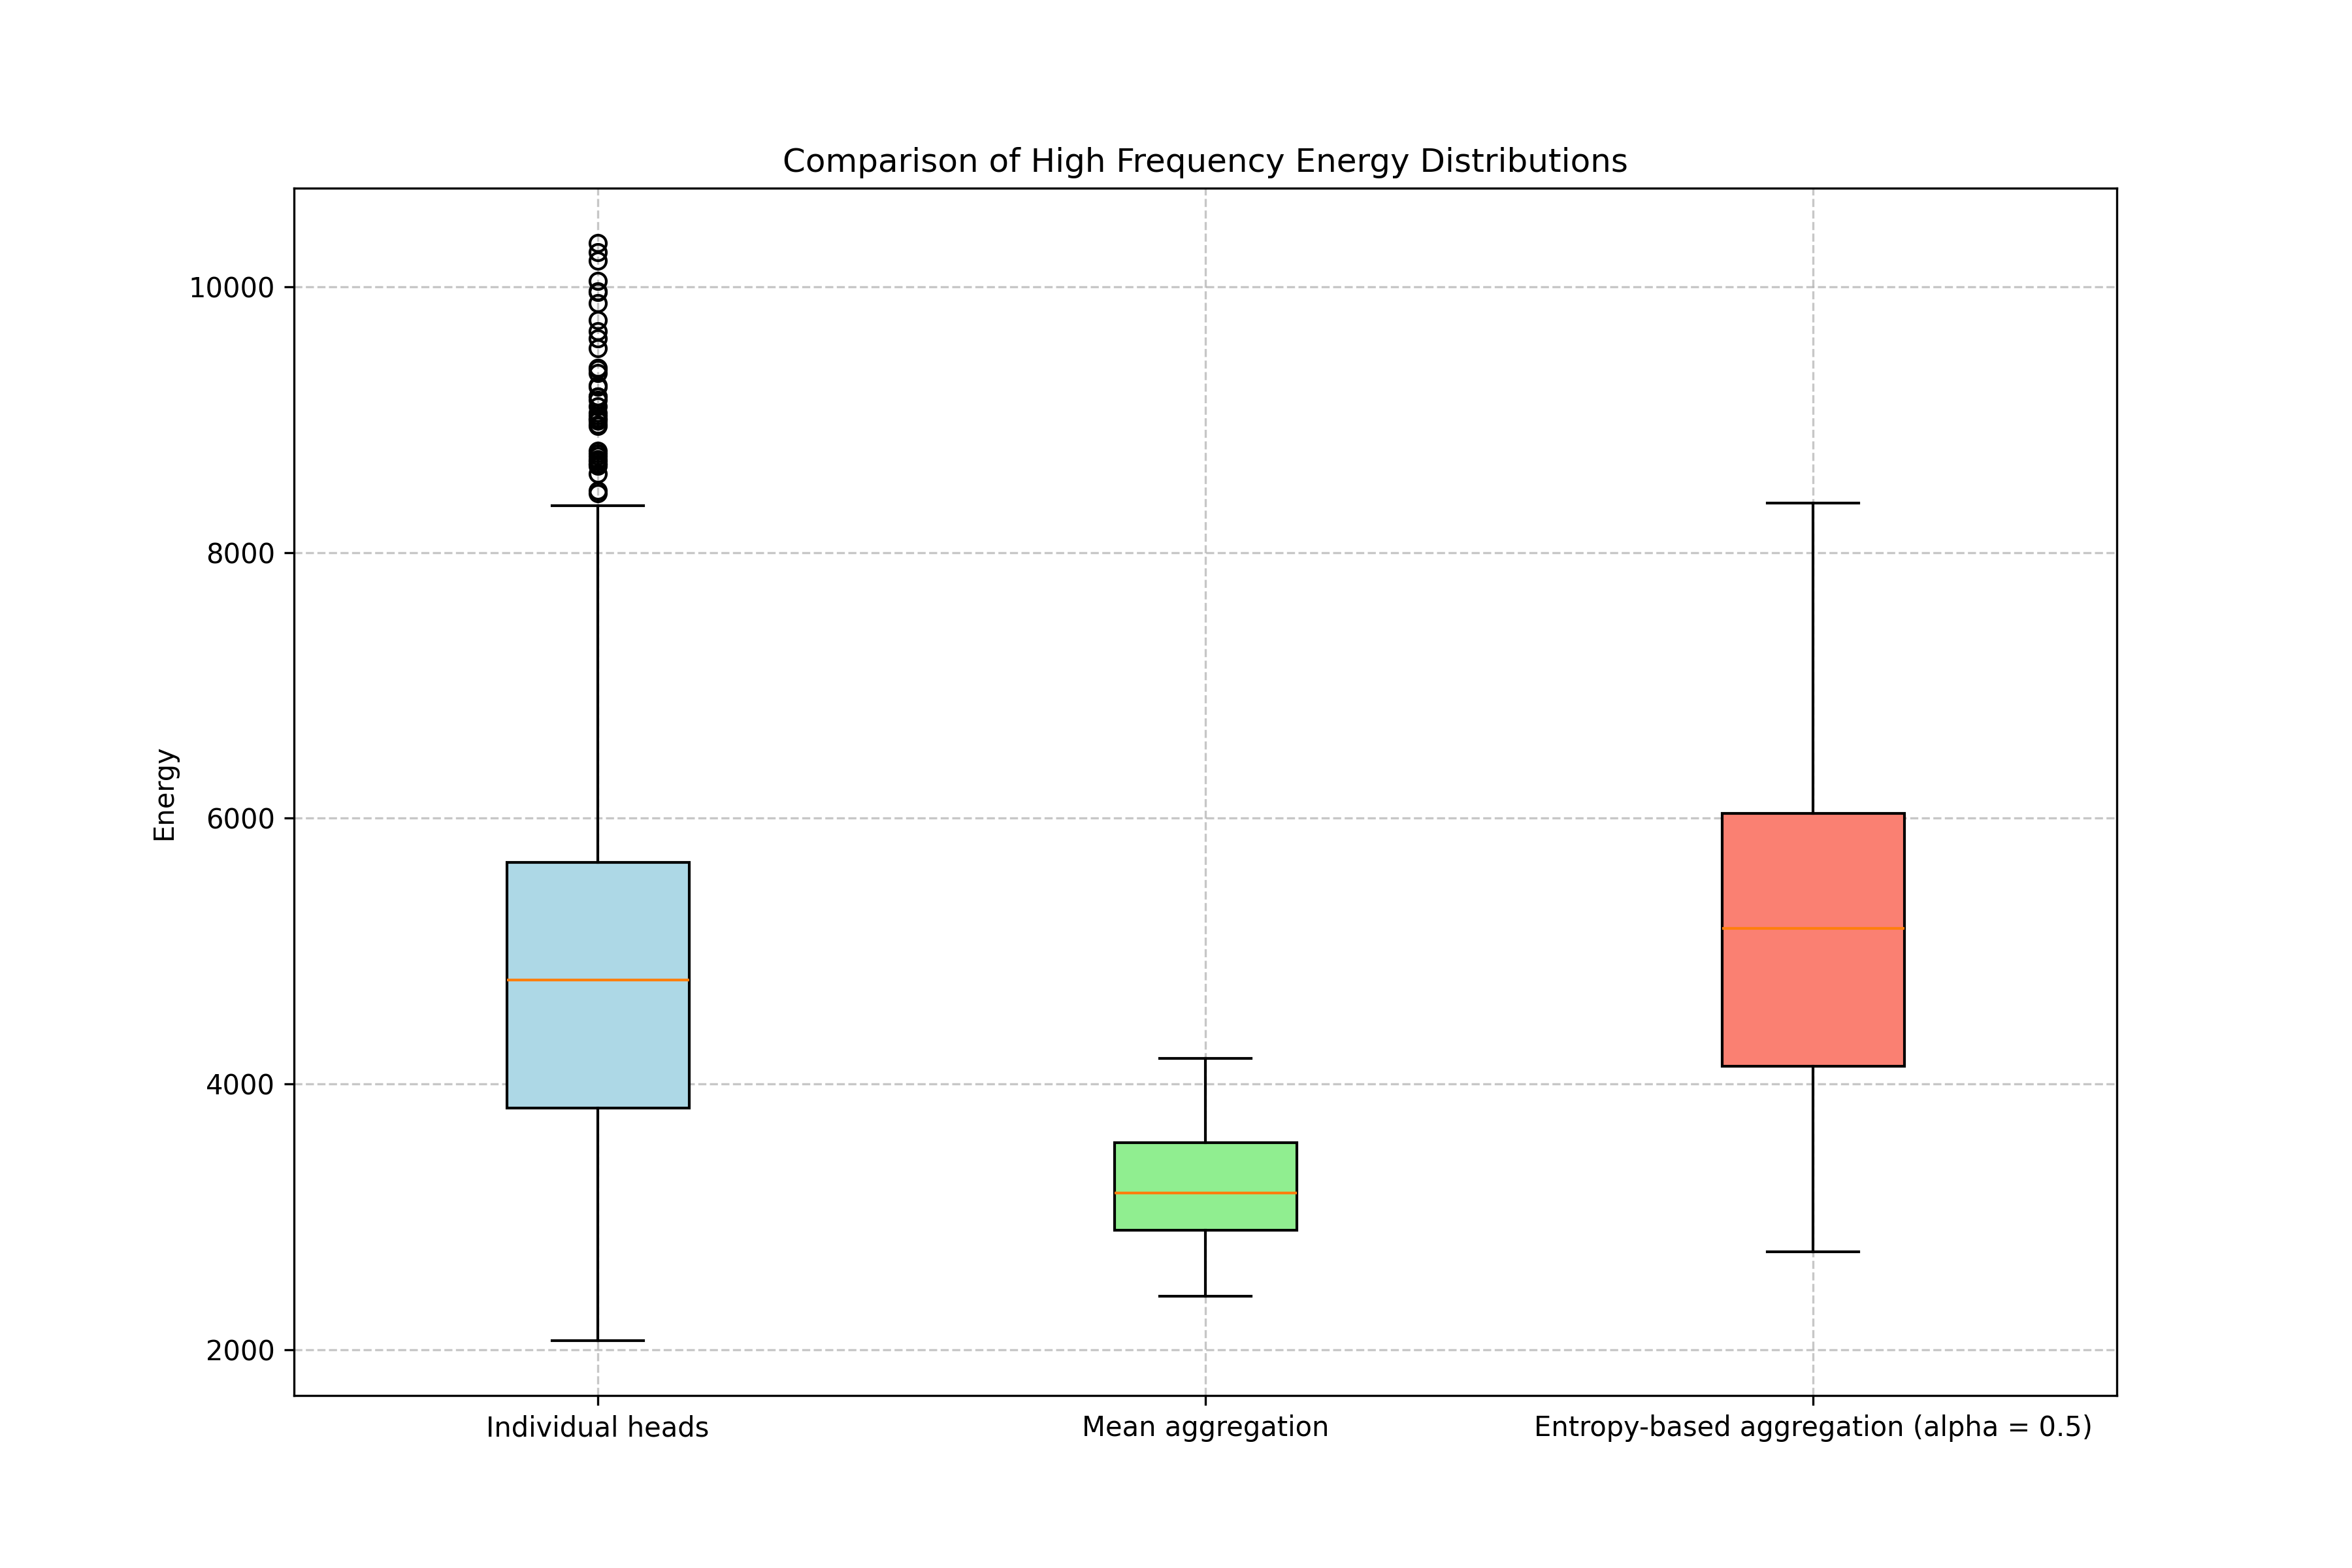 Comparison of High Frequency Energy Distributions
Energy
10000
8000
6000
4000
2000
Individual heads
Mean aggregation
Entropy-based aggregation (alpha = 0.5)